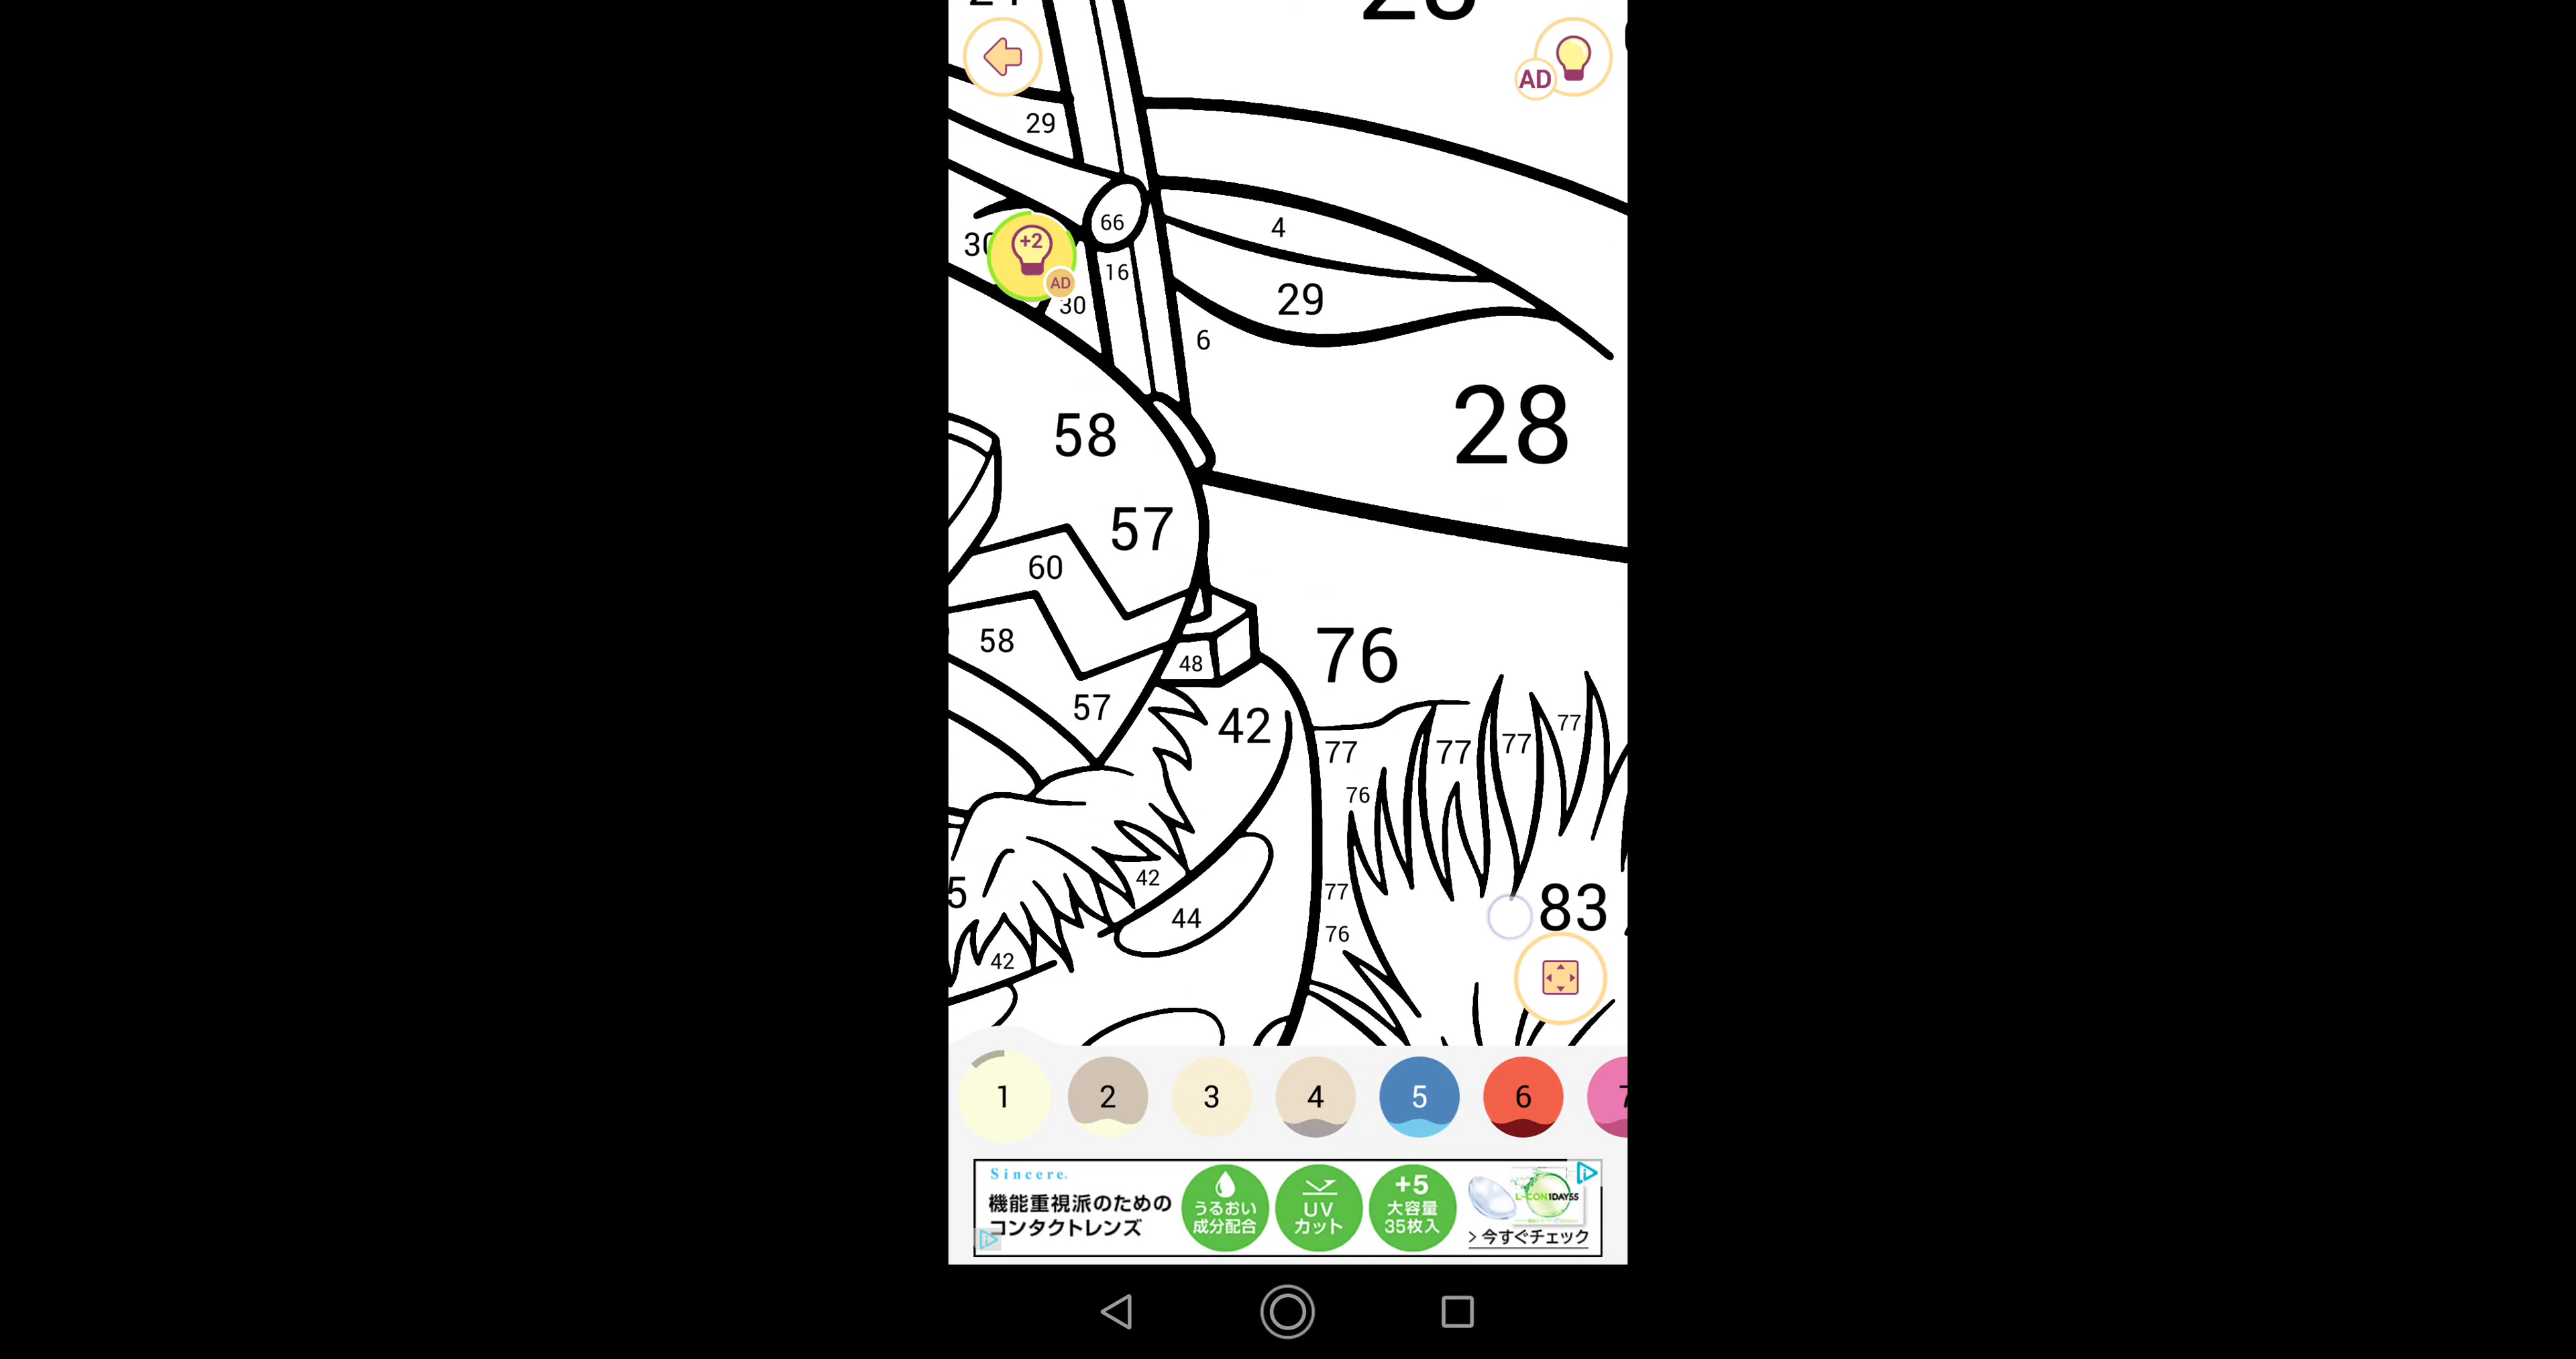 AD
29
66
4
30
+2
AD
16
30
29
6
28
58
57
60
58
48
76
57
42
77
77
77
77
76
42
5
77
83
44
76
42
1
2
3
4
5
6
7
Sincere.
機能重視派のための
コンタクトレンズ
うるおい
成分配合
UV
カット
+5
大容量
35枚入
L-CON 1DAY55
> 今すぐチェック